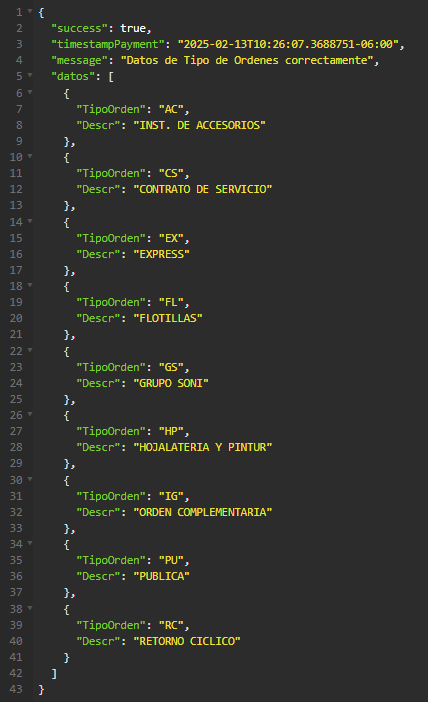 1 {
2 "success": true,
3 "timestampPayment": "2025-02-13T10:26:07.3688751-06:00",
4 "message": "Datos de Tipo de Ordenes correctamente",
5 "datos": [
6 {
7 "TipoOrden": "AC",
8 "Descr": "INST. DE ACCESORIOS"
9 },
10 {
11 "TipoOrden": "CS",
12 "Descr": "CONTRATO DE SERVICIO"
13 },
14 {
15 "TipoOrden": "EX",
16 "Descr": "EXPRESS"
17 },
18 {
19 "TipoOrden": "FL",
20 "Descr": "FLOTILLAS"
21 },
22 {
23 "TipoOrden": "GS",
24 "Descr": "GRUPO SONI"
25 },
26 {
27 "TipoOrden": "HP",
28 "Descr": "HOJALATERIA Y PINTUR"
29 },
30 {
31 "TipoOrden": "IG",
32 "Descr": "ORDEN COMPLEMENTARIA"
33 },
34 {
35 "TipoOrden": "PU",
36 "Descr": "PUBLICA"
37 },
38 {
39 "TipoOrden": "RC",
40 "Descr": "RETORNO CICLICO"
41 }
42 ]
43 }